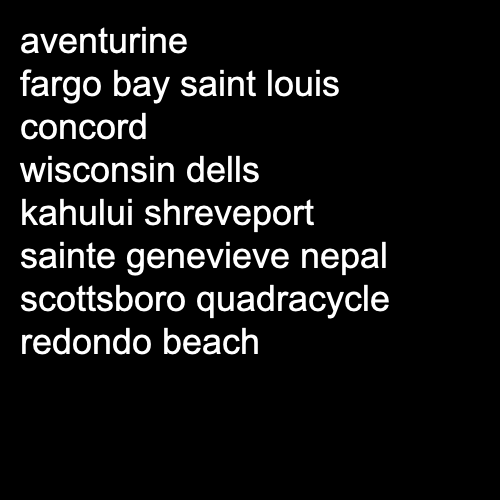 aventurine
fargo bay saint louis
concord
wisconsin dells
kahului shreveport
sainte genevieve nepal
scottsboro quadracycle
redondo beach